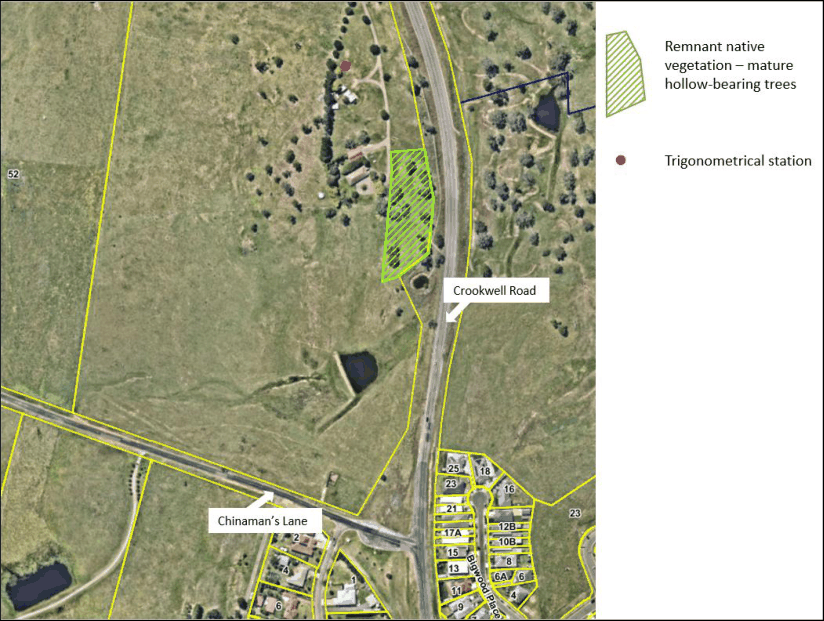 Remnant native
vegetation – mature
hollow-bearing trees
Trigonometrical station
52
Crookwell Road
Chinaman's Lane
25
18
23
16
21
23
12B
17A
10B
15
8
13
6A
6
11
4
9
Bigwood Place
2
4
1
6